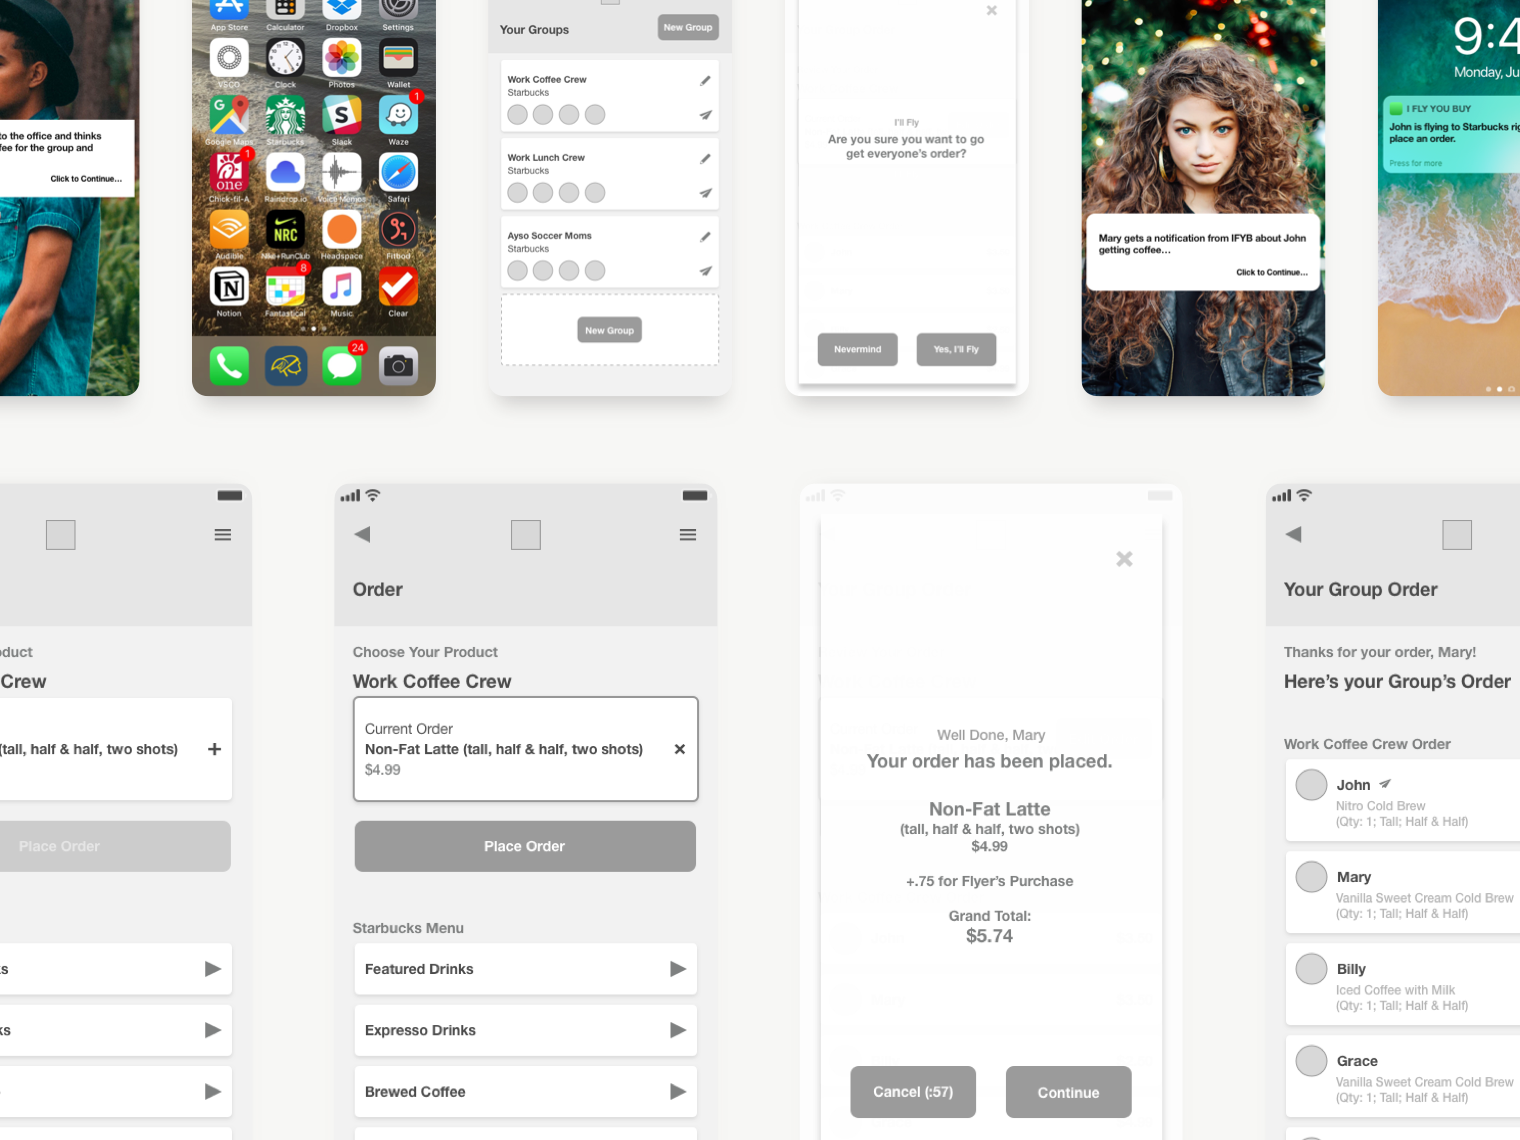 to the office and thinks
fee for the group and
Click to Continue...
App Store
Calculator
Dropbox
Settings
VSCO
Clock
Photos
Wallet
1
Google Maps
Starbucks
Slack
Waze
1
one
Chick-fil-A
Raindrop.io
Voice Memos
Safari
NRC
Audible
Nike+RunClub
Headspace
Fitbod
8
Notion
Fantastical
Music
Clear
24
Your Groups
New Group
Work Coffee Crew
Starbucks
Work Lunch Crew
Starbucks
Ayso Soccer Moms
Starbucks
New Group
I'll Fly
Are you sure you want to go
get everyone's order?
Nevermind
Yes, I'll Fly
Mary gets a notification from IFYB about John
getting coffee...
Click to Continue...
9:4
Monday, Ju
I FLY YOU BUY
John is flying to Starbucks rig
place an order.
Press for more
oduct
Crew
(tall, half & half, two shots)
Place Order
Order
Choose Your Product
Work Coffee Crew
Current Order
Non-Fat Latte (tall, half & half, two shots)
$4.99
Place Order
Starbucks Menu
Featured Drinks
Expresso Drinks
Brewed Coffee
Well Done, Mary
Your order has been placed.
Non-Fat Latte
(tall, half & half, two shots)
$4.99
+.75 for Flyer's Purchase
Grand Total:
$5.74
Cancel (:57)
Continue
Your Group Order
Thanks for your order, Mary!
Here's your Group's Order
Work Coffee Crew Order
John
Nitro Cold Brew
(Qty: 1; Tall; Half & Half)
Mary
Vanilla Sweet Cream Cold Brew
(Qty: 1; Tall; Half & Half)
Billy
Iced Coffee with Milk
(Qty: 1; Tall; Half & Half)
Grace
Vanilla Sweet Cream Cold Brew
(Qty: 1; Tall; Half & Half)